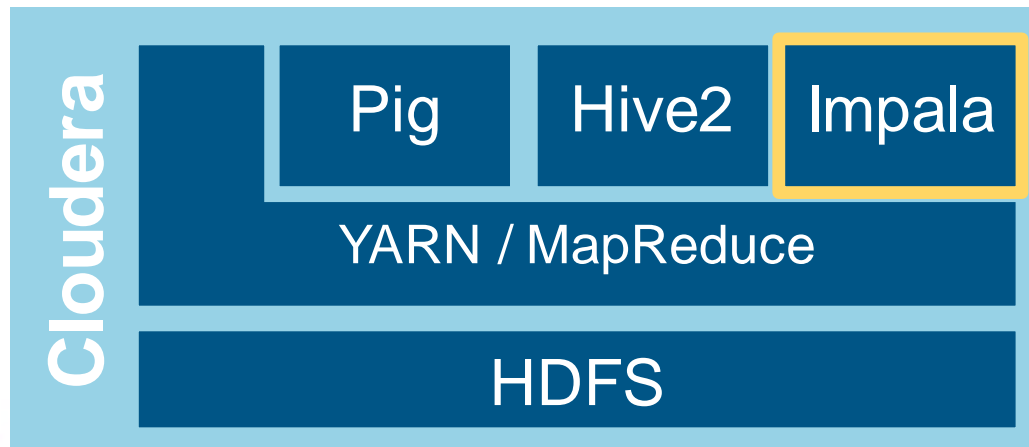 Cloudera
Pig
Hive2
Impala
YARN / MapReduce
HDFS